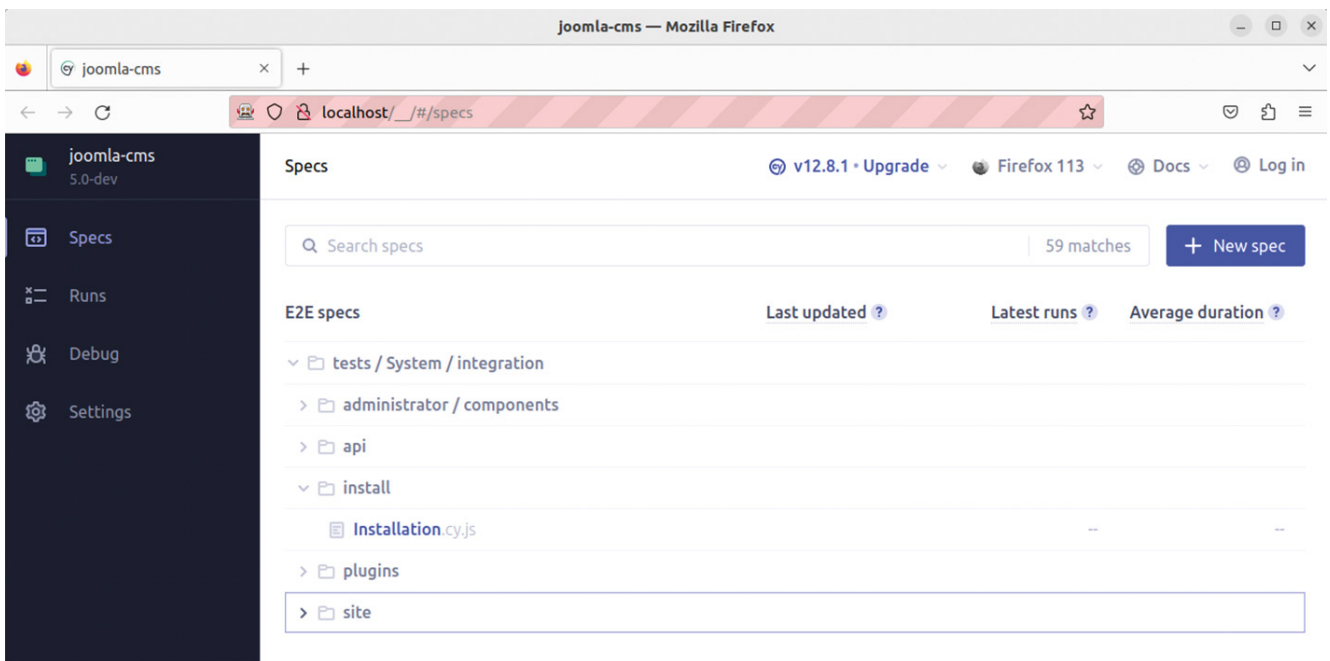 joomla-cms — Mozilla Firefox
joomla-cms
localhost/__/#/specs
joomla-cms
5.0-dev
Specs
Runs
Debug
Settings
Specs
v12.8.1 • Upgrade
Firefox 113
Docs
Log in
Search specs
59 matches
+ New spec
E2E specs
Last updated ?
Latest runs ?
Average duration ?
tests / System / integration
administrator / components
api
install
Installation.cy.js
--
--
plugins
site